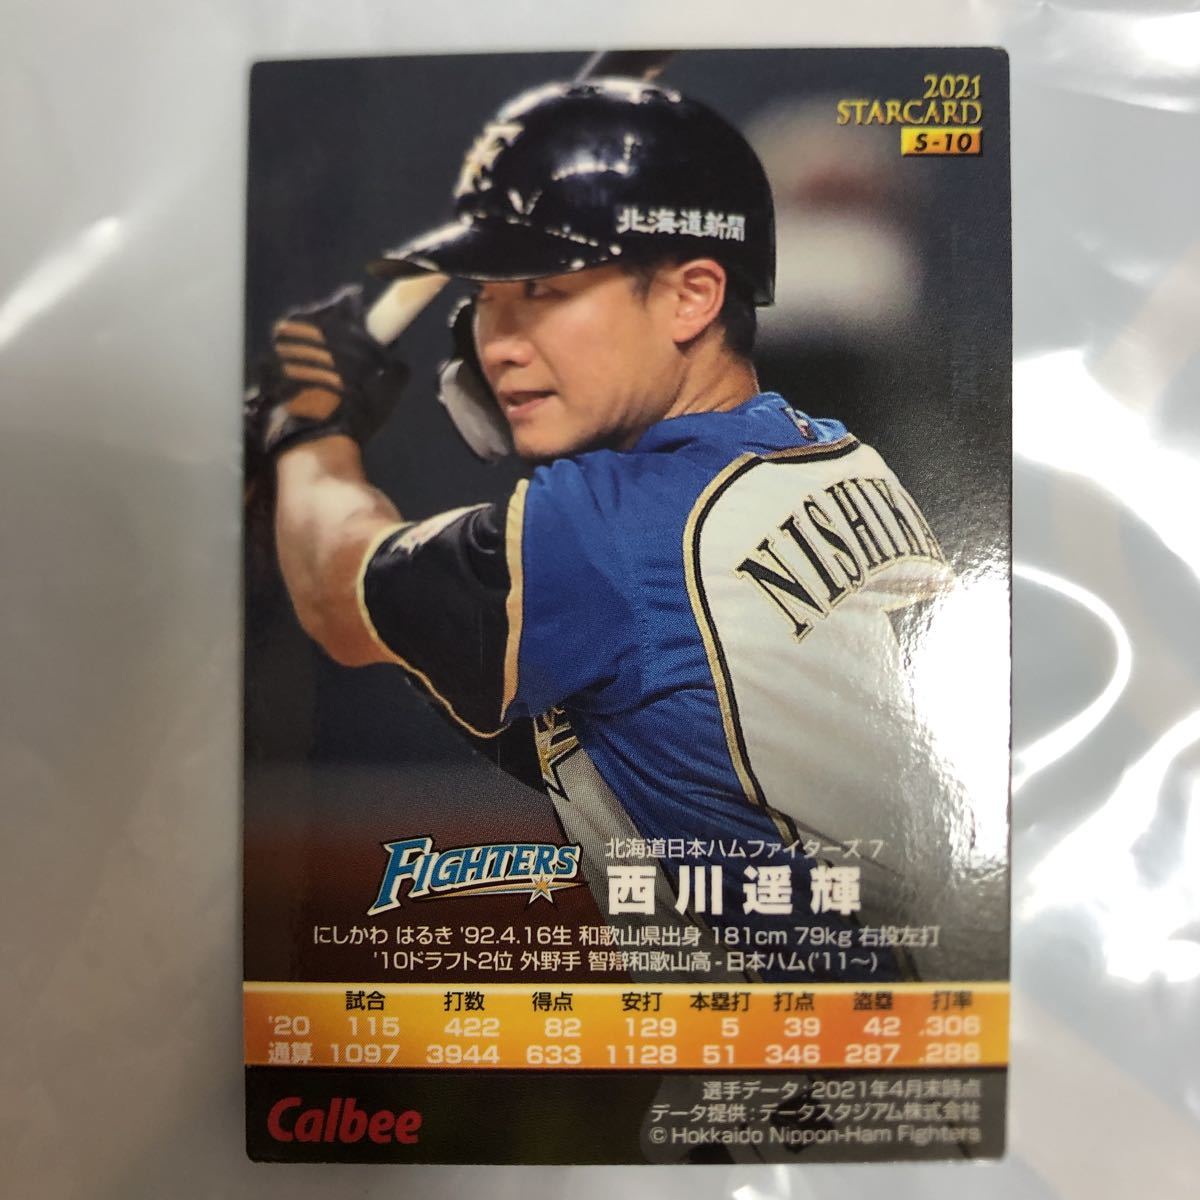 2021
STARCARD
S-10
北海道新聞
NISHIKA
FIGHTERS
北海道日本ハムファイターズ 7
西川遥輝
にしかわ はるき '92.4.16生 和歌山県出身 181cm 79kg 右投左打
'10ドラフト2位 外野手 智辯和歌山高-日本ハム('11~)
試合 打数 得点 安打 本塁打 打点 盗塁 打率
'20 115 422 82 129 5 39 42 .306
通算 1097 3944 633 1128 51 346 287 .286
Calbee
選手データ:2021年4月末時点
データ提供:データスタジアム株式会社
© Hokkaido Nippon-Ham Fighters